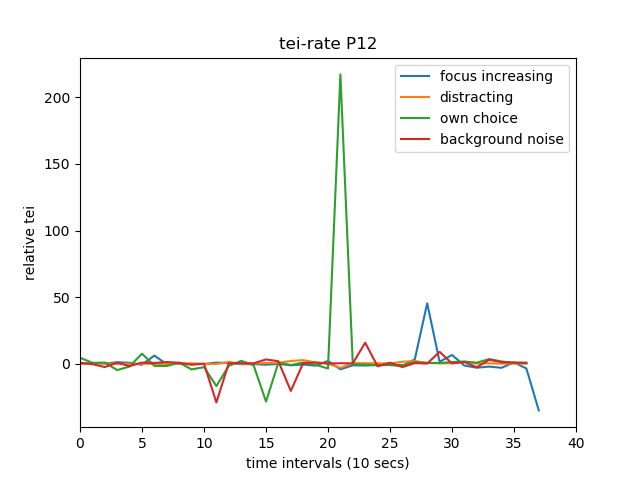 tei-rate P12
focus increasing
distracting
own choice
background noise
relative tei
200
150
100
50
0
0 5 10 15 20 25 30 35 40
time intervals (10 secs)